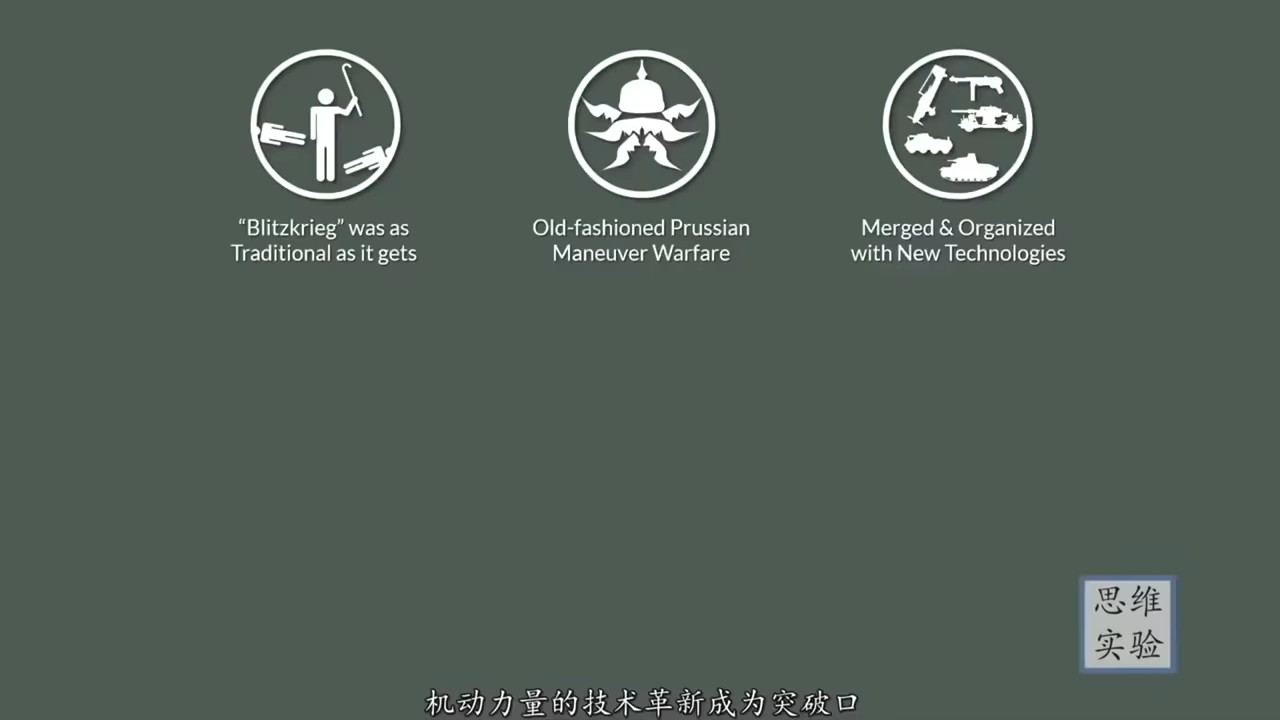 “Blitzkrieg” was as
Traditional as it gets
Old-fashioned Prussian
Maneuver Warfare
Merged & Organized
with New Technologies
思维
实验
机动力量的技术革新成为突破口